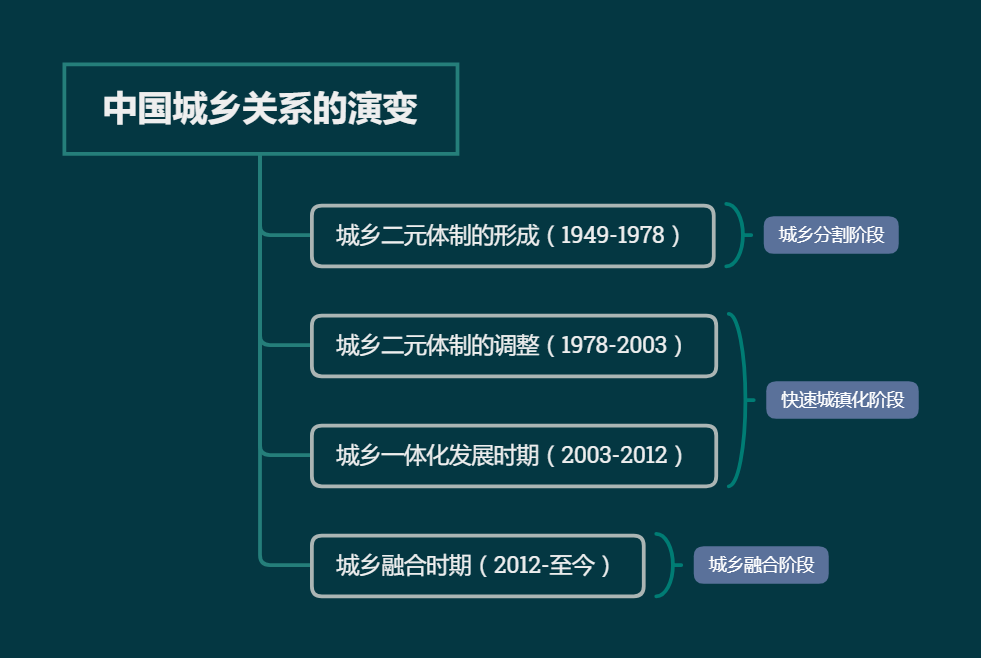 中国城乡关系的演变
城乡二元体制的形成（1949-1978）
城乡分割阶段
城乡二元体制的调整（1978-2003）
快速城镇化阶段
城乡一体化发展时期（2003-2012）
城乡融合时期（2012-至今）
城乡融合阶段